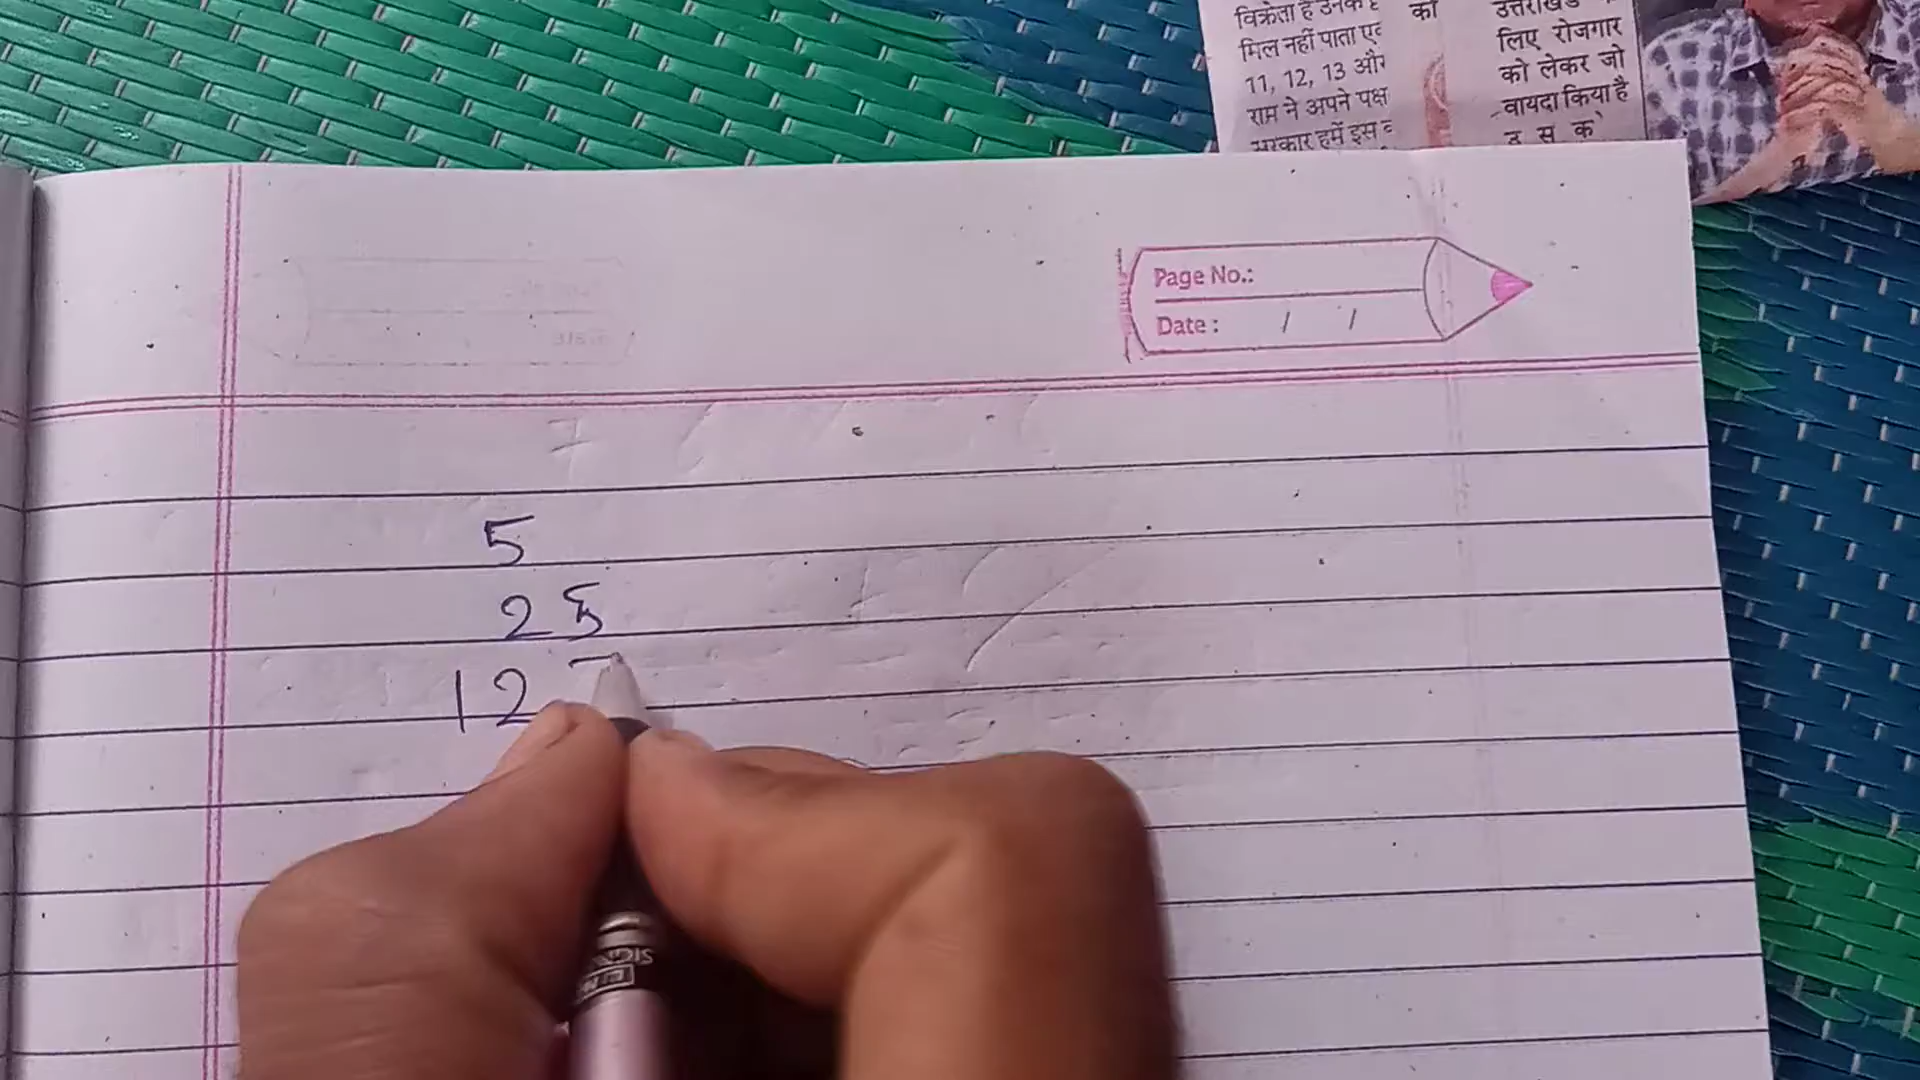 विक्रेता है उनके
मिल नहीं पाता
11, 12, 13 और
राम ने अपने पक्ष
सरकार हमें इस
को
उत्तराखंड
लिए रोजगार
को लेकर जो
वायदा किया है
उ स क
Page No.:
Date : / /
5
25
12